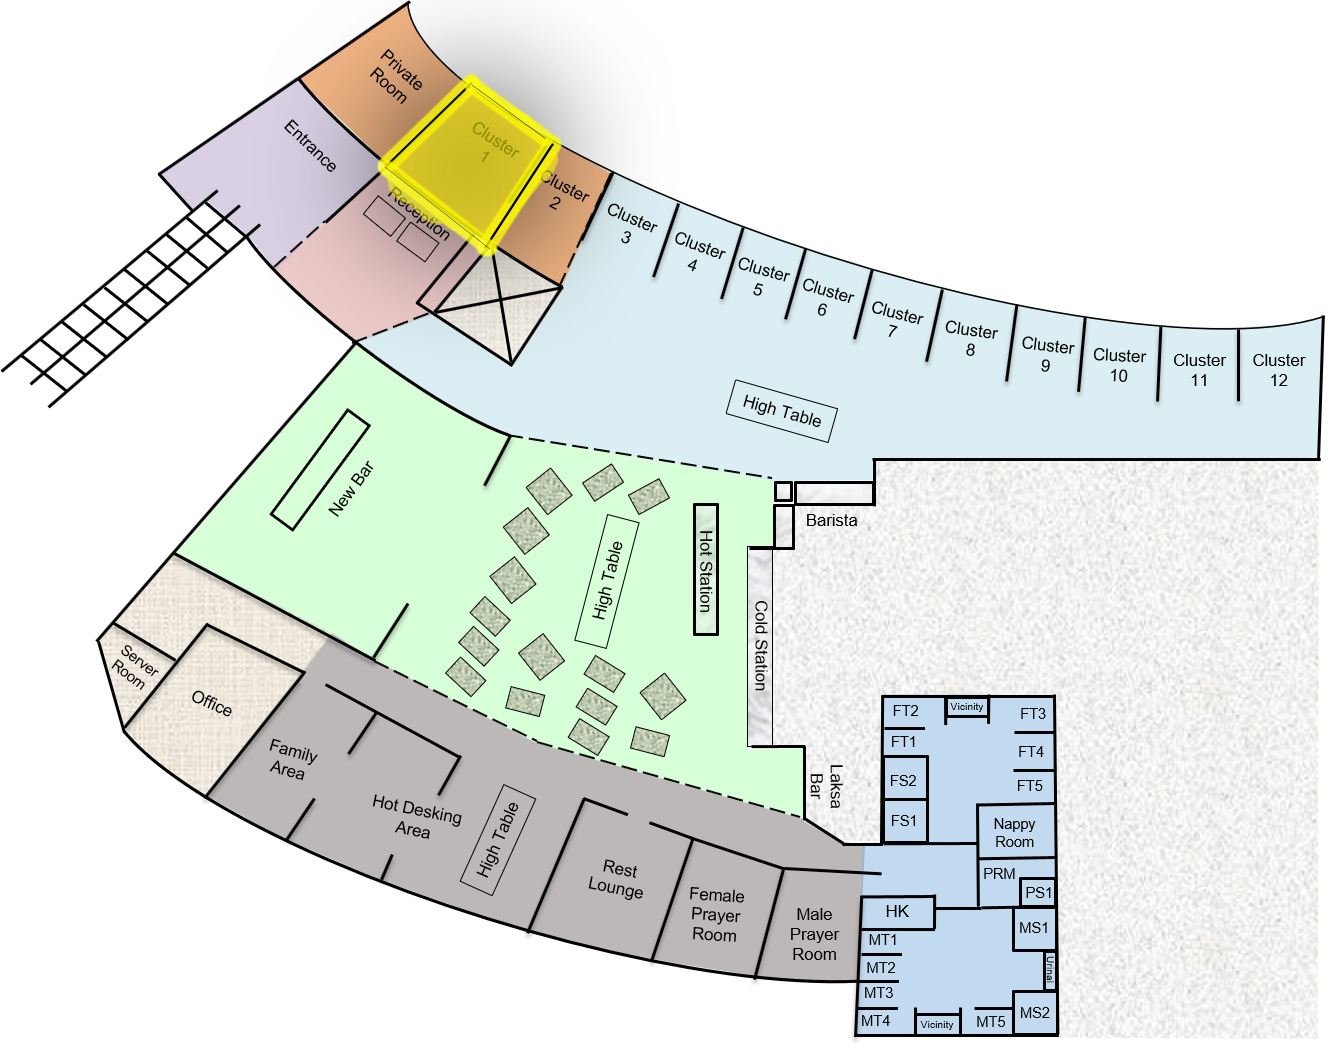 Private
Room
Entrance
Cluster
1
Reception
Cluster
2
Cluster
3
Cluster
4
Cluster
5
Cluster
6
Cluster
7
Cluster
8
Cluster
9
Cluster
10
Cluster
11
Cluster
12
High Table
New Bar
High Table
Hot Station
Barista
Cold Station
Server
Room
Office
Family
Area
Hot Desking
Area
High Table
Rest
Lounge
Female
Prayer
Room
Male
Prayer
Room
Laksa
Bar
FT2
Vicinity
FT3
FT1
FT4
FS2
FT5
FS1
Nappy
Room
PRM
PS1
HK
MS1
MT1
MT2
Urinal
MT3
MT4
Vicinity
MT5
MS2